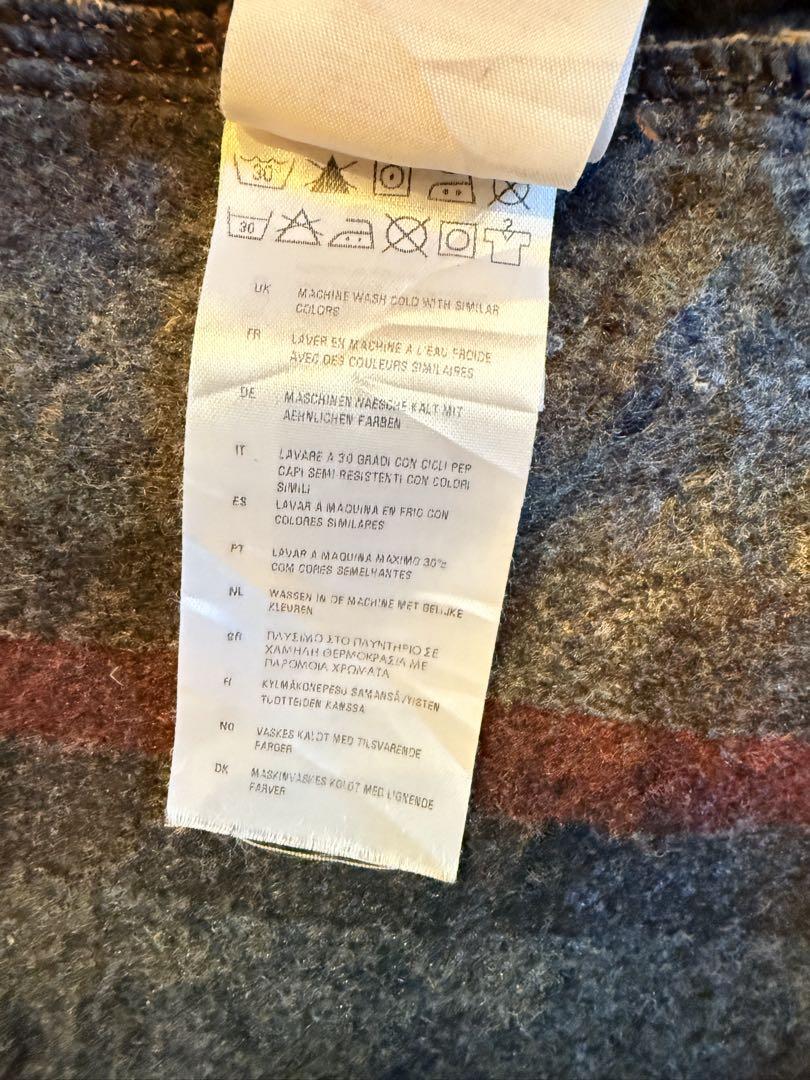 30
30
UK MACHINE WASH COLD WITH SIMILAR
COLORS
FR LAVER EN MACHINE A L'EAU FROIDE
AVEC DES COULEURS SIMILAIRES
DE MASCHINEN WAESCHE KALT MIT
AEHNLICHEN FARBEN
IT LAVARE A 30 GRADI CON CICLI PER
CAPI SEMI RESISTENTI CON COLORI
SIMILI
ES LAVAR A MAQUINA EN FRIO CON
COLORES SIMILARES
PT LAVAR A MAQUINA MAXIMO 30°c
COM CORES SEMELHANTES
NL WASSEN IN DE MACHINE MET GELIJKE
KLEUREN
GR ΠΛΥΣΙΜΟ ΣΤΟ ΠΛΥΝΤΗΡΙΟ ΣΕ
ΧΑΜΗΛΗ ΘΕΡΜΟΚΡΑΣΙΑ ΜΕ
ΠΑΡΟΜΟΙΑ ΧΡΩΜΑΤΑ
FI KYLMÄKONEPESU SAMANSÄVYISTEN
TUOTTEIDEN KANSSA
NO VASKES KALDT MED TILSVARENDE
FARGER
DK MASKINVASKES KOLDT MED LIGNENDE
FARVER